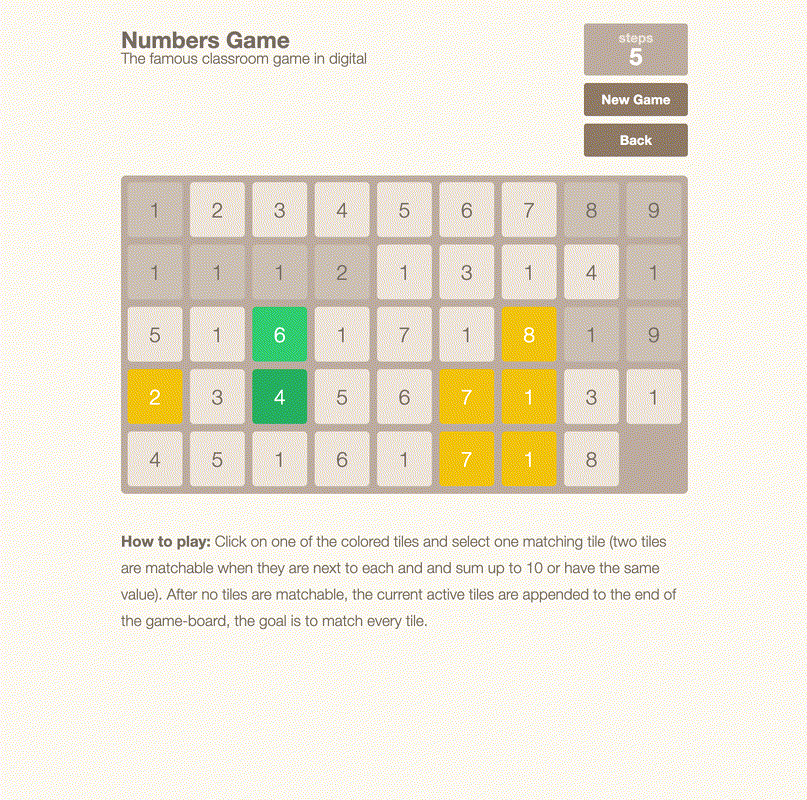 Numbers Game
The famous classroom game in digital
steps
5
New Game
Back
1 2 3 4 5 6 7 8 9
1 1 1 2 1 3 1 4 1
5 1 6 1 7 1 8 1 9
2 3 4 5 6 7 1 3 1
4 5 1 6 1 7 1 8
How to play: Click on one of the colored tiles and select one matching tile (two tiles
are matchable when they are next to each and and sum up to 10 or have the same
value). After no tiles are matchable, the current active tiles are appended to the end of
the game-board, the goal is to match every tile.